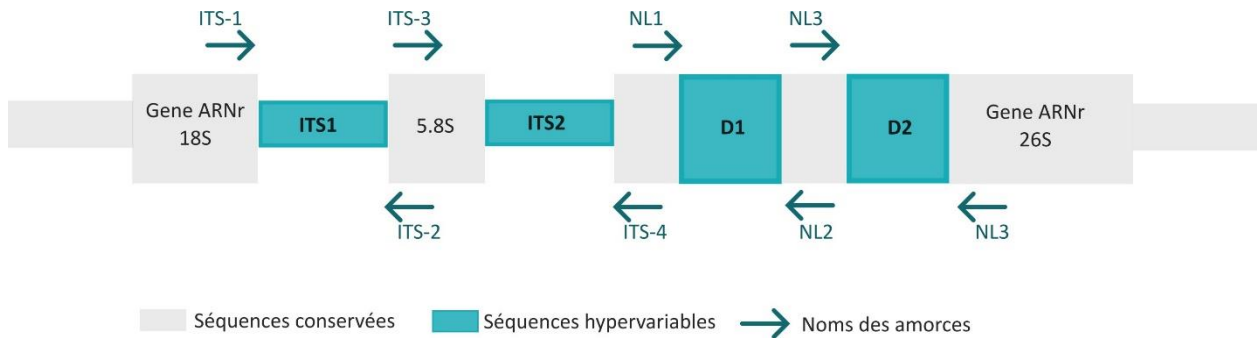 ITS-1
ITS-3
NL1
NL3
Gene ARNr
18S
ITS1
5.8S
ITS2
D1
D2
Gene ARNr
26S
ITS-2
ITS-4
NL2
NL3
Séquences conservées
Séquences hypervariables
Noms des amorces